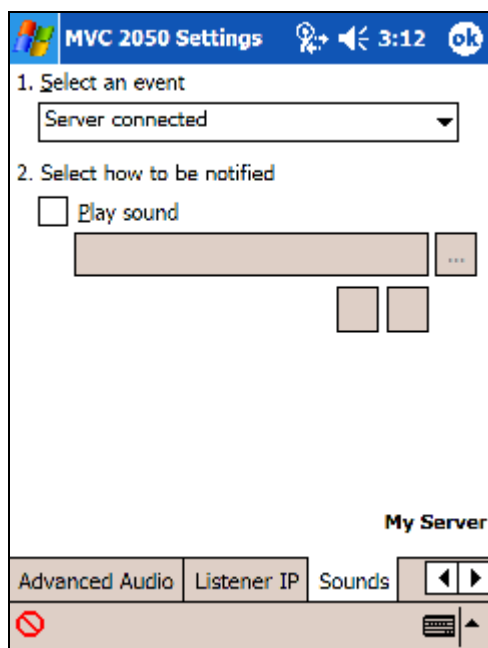 MVC 2050 Settings 3:12 ok
1. Select an event
Server connected
2. Select how to be notified
Play sound
...
My Server
Advanced Audio Listener IP Sounds